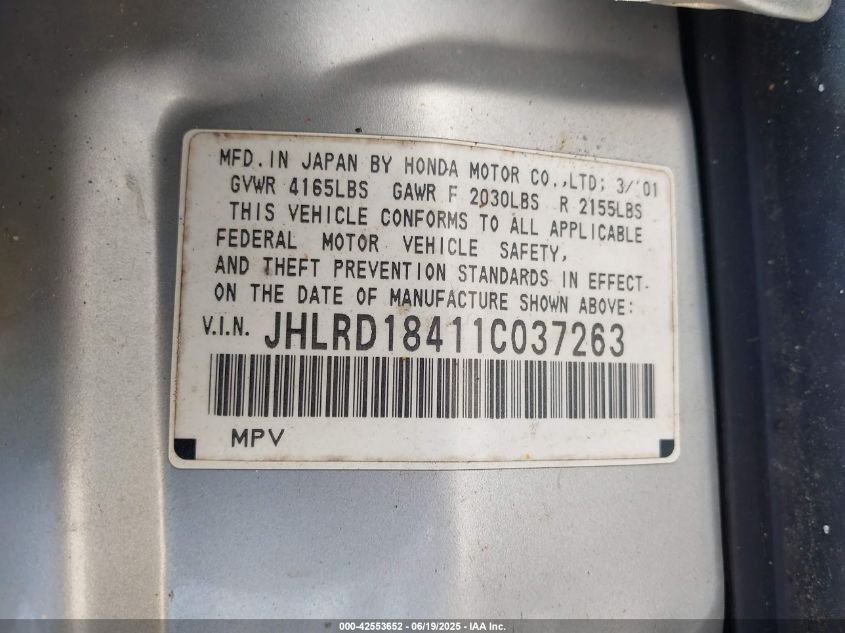 MFD. IN JAPAN BY HONDA MOTOR CO.,LTD; 3/'01
GVWR 4165LBS GAWR F 2030LBS R 2155LBS
THIS VEHICLE CONFORMS TO ALL APPLICABLE
FEDERAL MOTOR VEHICLE SAFETY,
AND THEFT PREVENTION STANDARDS IN EFFECT
ON THE DATE OF MANUFACTURE SHOWN ABOVE:
V.I.N. JHLRD18411C037263
MPV
000-42553652 / 06/19/2025 - IAA Inc.